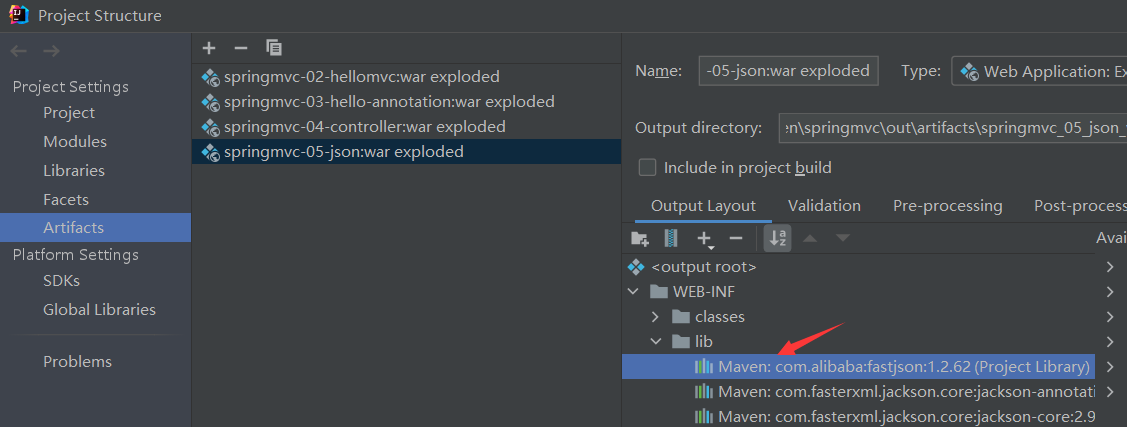 Project Structure
Project Settings
Project
Modules
Libraries
Facets
Artifacts
Platform Settings
SDKs
Global Libraries
Problems
springmvc-02-hellomvc:war exploded
springmvc-03-hello-annotation:war exploded
springmvc-04-controller:war exploded
springmvc-05-json:war exploded
Name: -05-json:war exploded Type: Web Application: Ex
Output directory: en\springmvc\out\artifacts\springmvc_05_json_
Include in project build
Output Layout Validation Pre-processing Post-process
Avai
<output root>
WEB-INF
classes
lib
Maven: com.alibaba:fastjson:1.2.62 (Project Library)
Maven: com.fasterxml.jackson.core:jackson-annotati
Maven: com.fasterxml.jackson.core:jackson-core:2.9